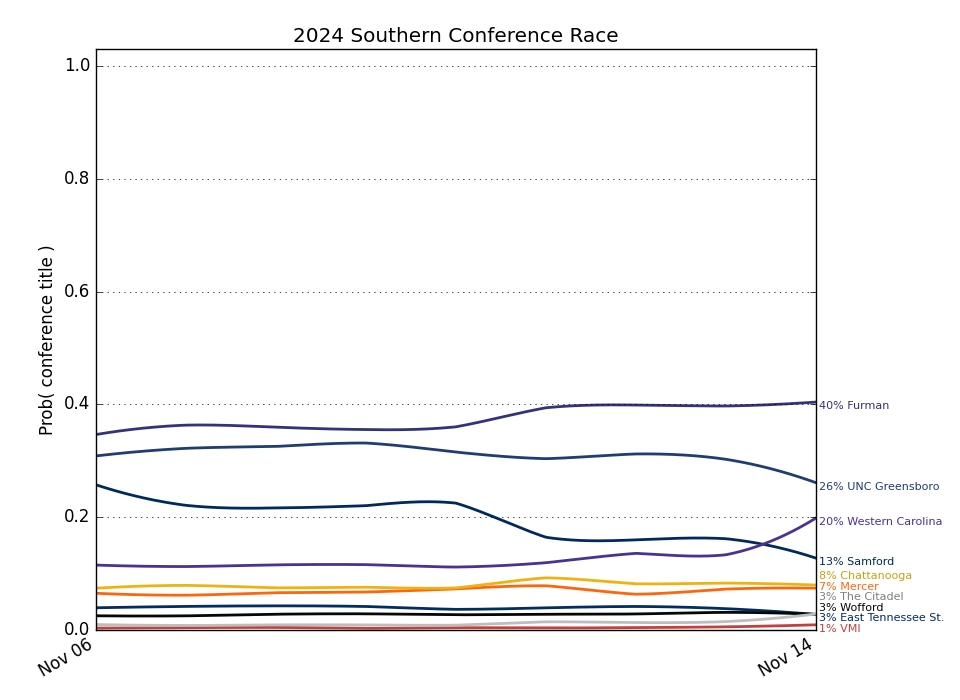 2024 Southern Conference Race
Prob( conference title )
1.0
0.8
0.6
0.4
0.2
0.0
Nov 06
Nov 14
40% Furman
26% UNC Greensboro
20% Western Carolina
13% Samford
8% Chattanooga
7% Mercer
3% The Citadel
3% Wofford
3% East Tennessee St.
1% VMI